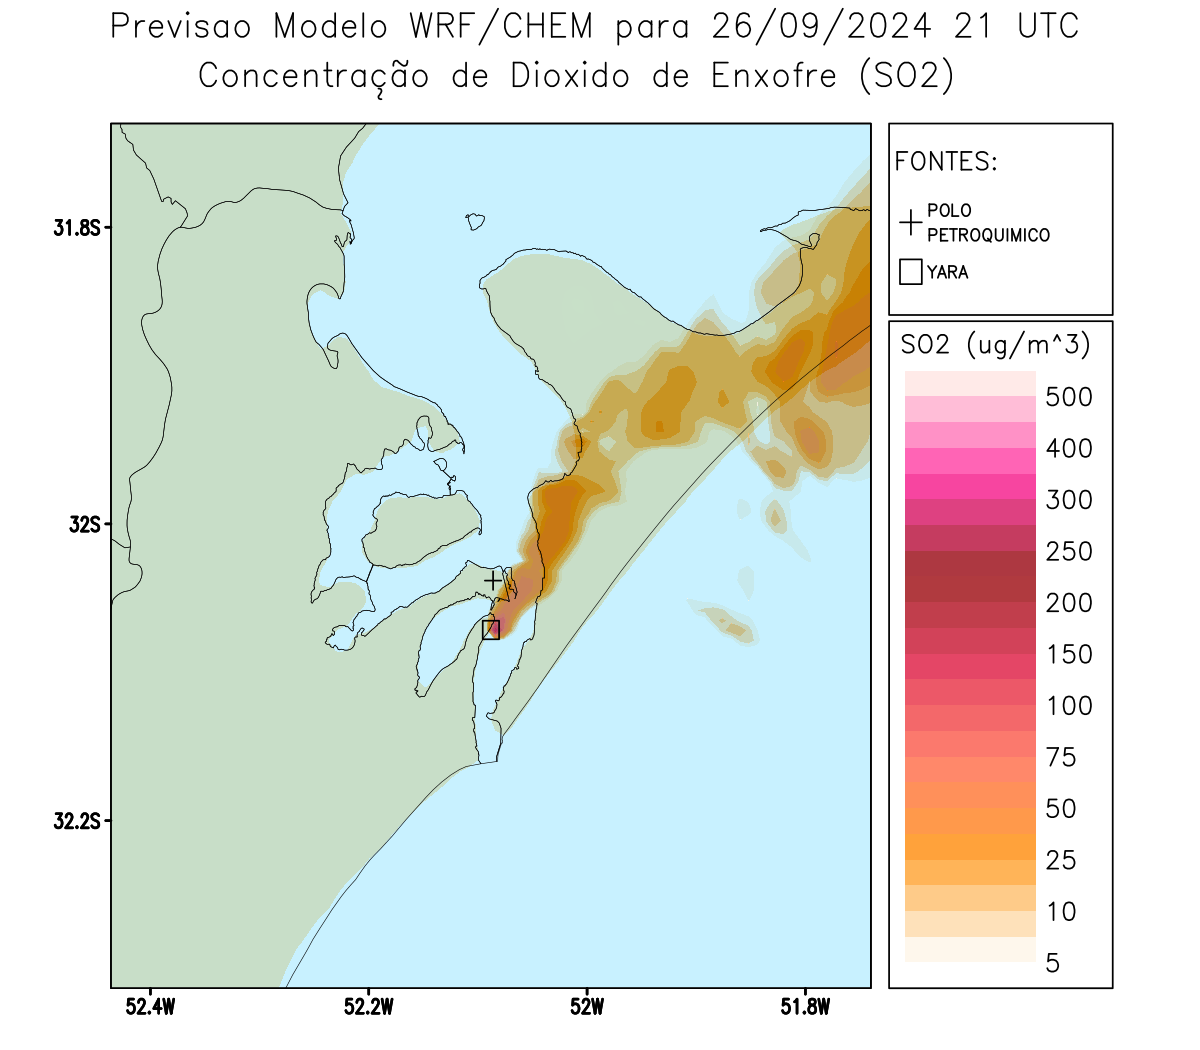 Previsao Modelo WRF/CHEM para 26/09/2024 21 UTC
Concentração de Dioxido de Enxofre (SO2)
FONTES:
POLO
PETROQUIMICO
YARA
SO2 (ug/m^3)
500
400
300
250
200
150
100
75
50
25
10
5
31.8S
32S
32.2S
52.4W
52.2W
52W
51.8W